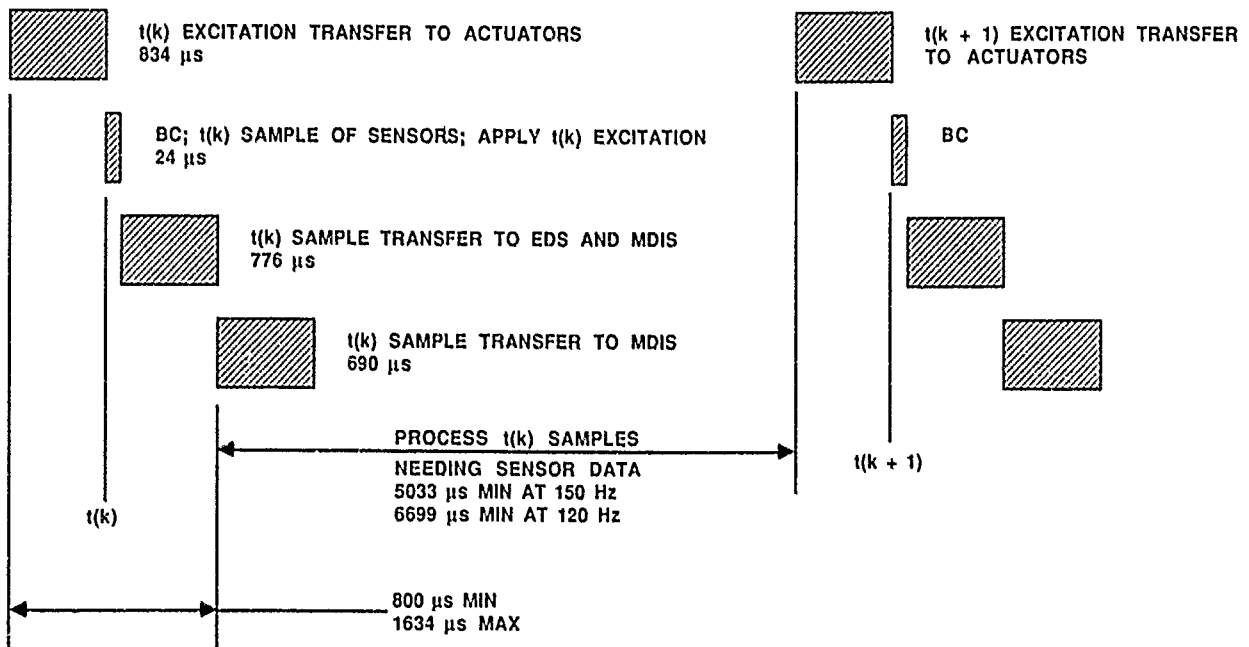 t(k) EXCITATION TRANSFER TO ACTUATORS
834 µs
t(k + 1) EXCITATION TRANSFER
TO ACTUATORS
BC; t(k) SAMPLE OF SENSORS; APPLY t(k) EXCITATION
24 µs
BC
t(k) SAMPLE TRANSFER TO EDS AND MDIS
776 µs
t(k) SAMPLE TRANSFER TO MDIS
690 µs
PROCESS t(k) SAMPLES
NEEDING SENSOR DATA
5033 µs MIN AT 150 Hz
6699 µs MIN AT 120 Hz
t(k + 1)
t(k)
800 µs MIN
1634 µs MAX